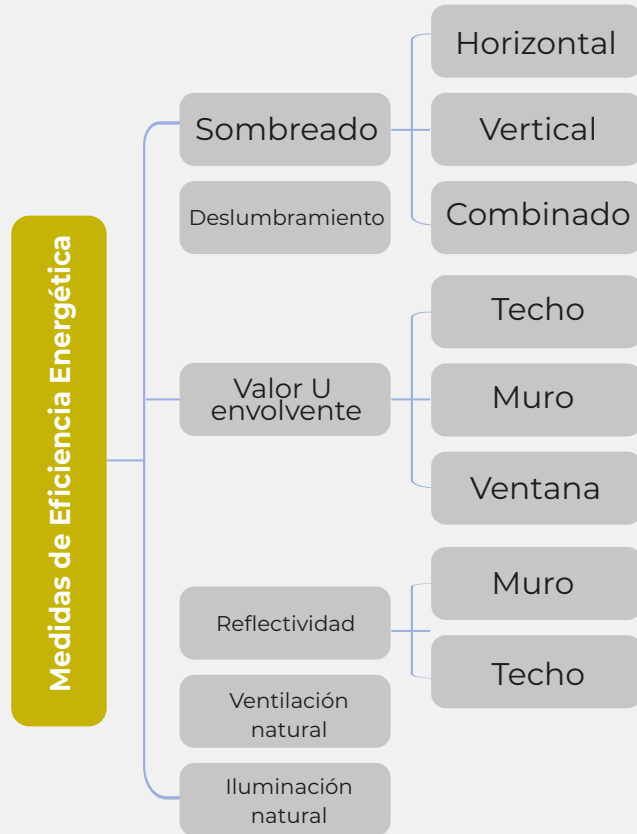 Medidas de Eficiencia Energética
Sombreado
Horizontal
Vertical
Combinado
Deslumbramiento
Valor U
envolvente
Techo
Muro
Ventana
Reflectividad
Muro
Techo
Ventilación
natural
Iluminación
natural